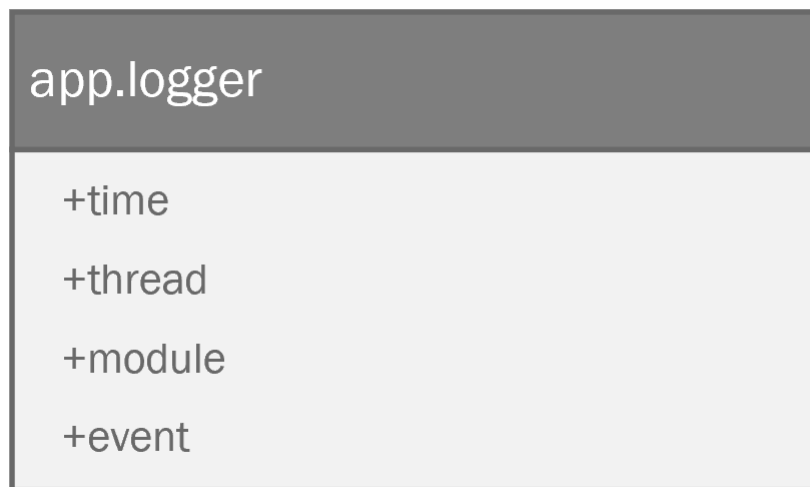 app.logger
+time
+thread
+module
+event